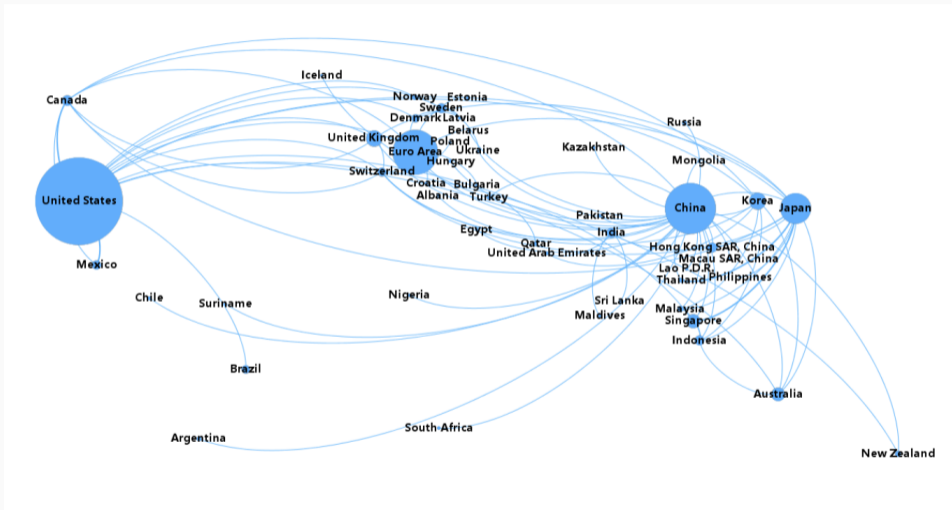 Iceland
Canada
Norway
Estonia
Sweden
Denmark
Latvia
Russia
Belarus
United Kingdom
Poland
Kazakhstan
Euro Area
Ukraine
Hungary
Mongolia
Switzerland
Croatia
Bulgaria
Albania
Turkey
United States
China
Korea
Japan
Pakistan
Egypt
India
Qatar
United Arab Emirates
Hong Kong SAR, China
Macau SAR, China
Mexico
Lao P.D.R.
Thailand
Philippines
Chile
Suriname
Nigeria
Sri Lanka
Maldives
Malaysia
Singapore
Indonesia
Brazil
Australia
Argentina
South Africa
New Zealand